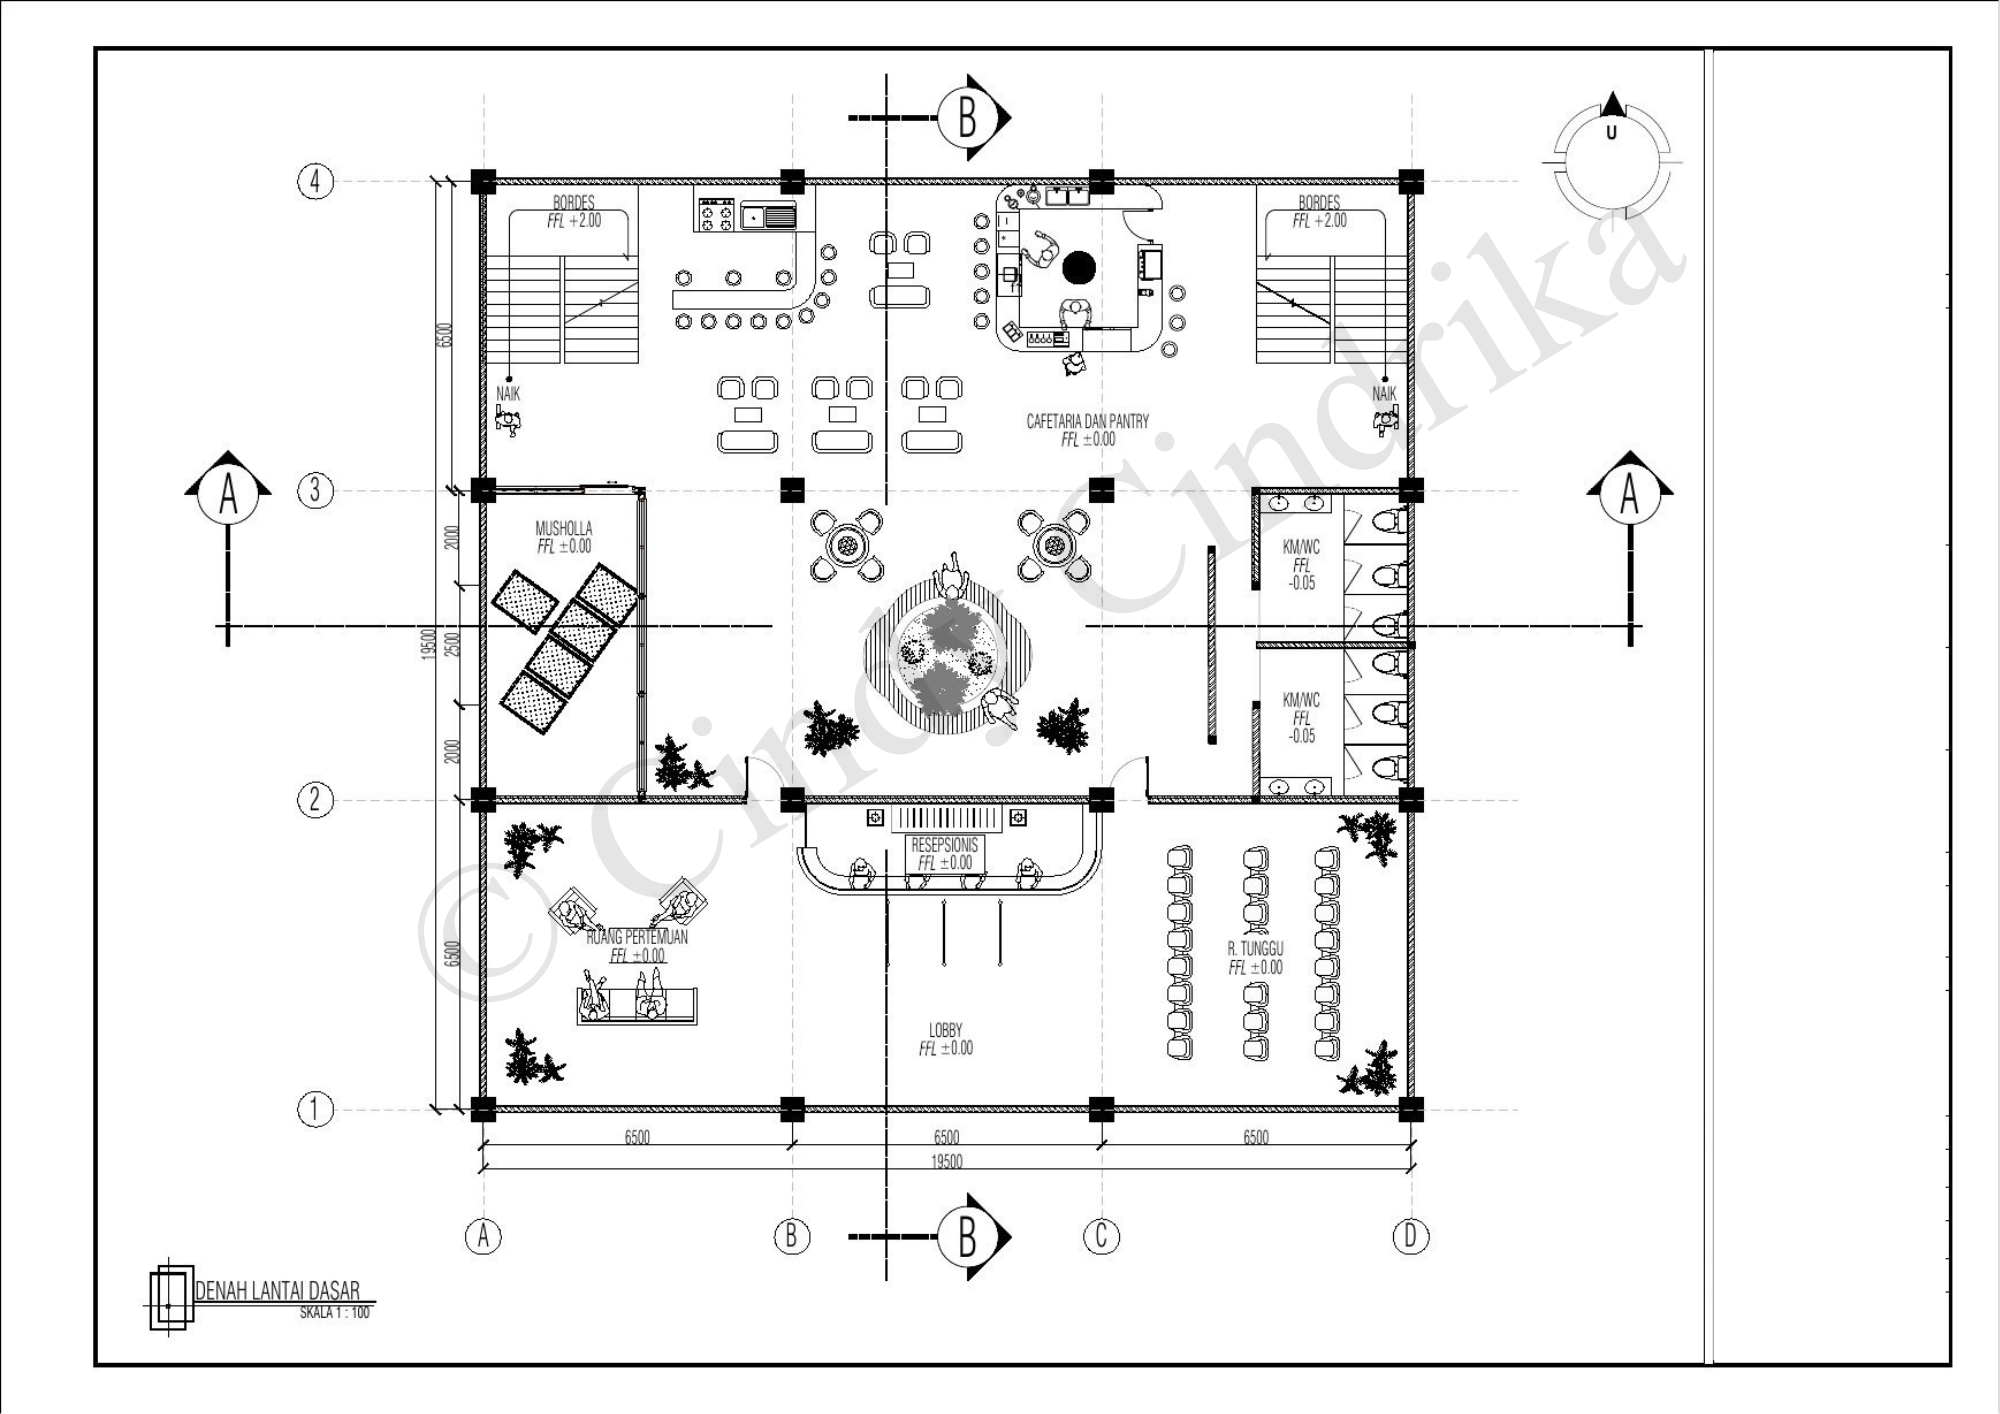 B
U
4
BORDES
FFL +2.00
BORDES
FFL +2.00
6500
NAIK
NAIK
CAFETARIA DAN PANTRY
FFL ±0.00
A
3
A
2000
MUSHOLLA
FFL ±0.00
KM/WC
FFL
-0.05
19500
2500
KM/WC
FFL
-0.05
2000
2
RESEPSIONIS
FFL ±0.00
6500
RUANG PERTEMUAN
FFL ±0.00
R. TUNGGU
FFL ±0.00
LOBBY
FFL ±0.00
1
6500
6500
6500
19500
A
B
C
D
B
DENAH LANTAI DASAR
SKALA 1 : 100
© Cindy Cindrika